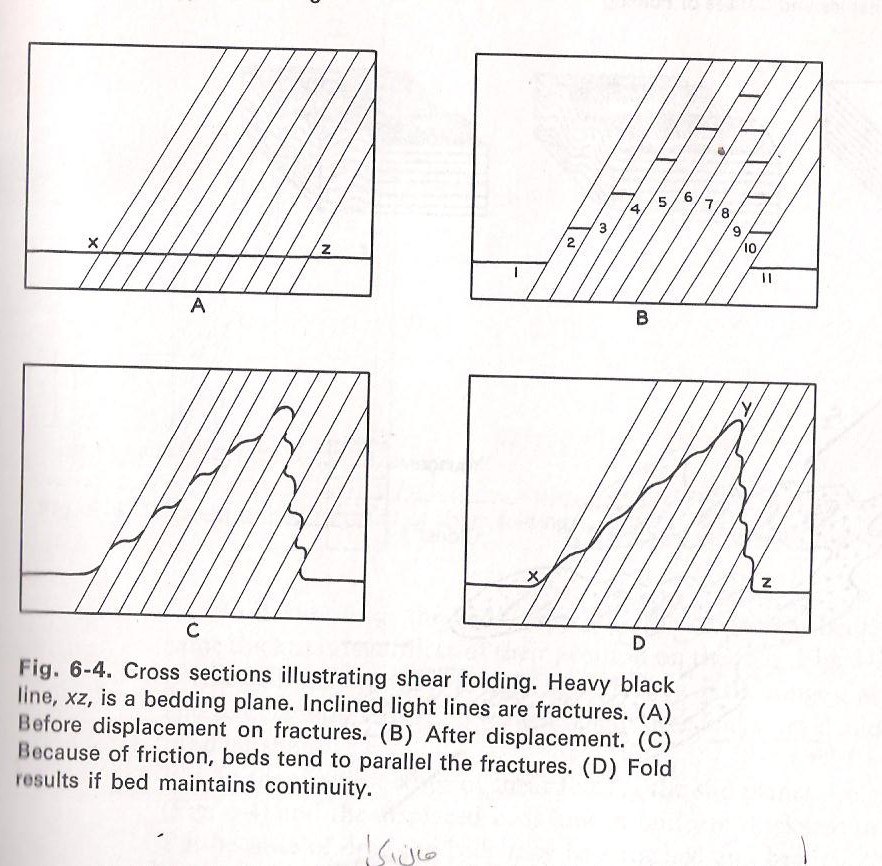 X
Z
A
1
2
3
4
5
6
7
8
9
10
11
B
C
X
y
Z
D
Fig. 6-4. Cross sections illustrating shear folding. Heavy black
line, xz, is a bedding plane. Inclined light lines are fractures. (A)
Before displacement on fractures. (B) After displacement. (C)
Because of friction, beds tend to parallel the fractures. (D) Fold
results if bed maintains continuity.